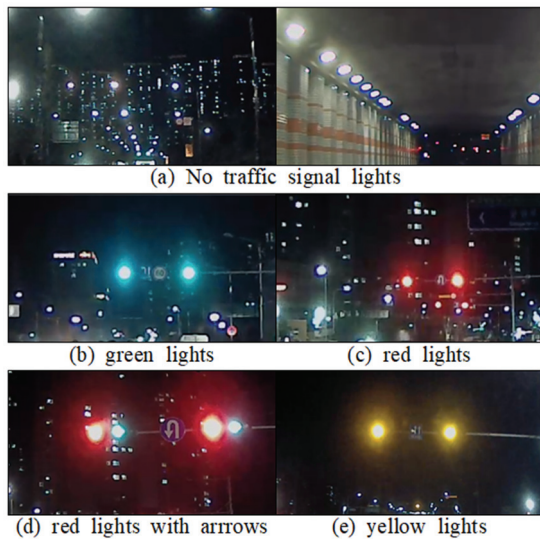 (a) No traffic signal lights
(b) green lights
(c) red lights
(d) red lights with arrrows
(e) yellow lights